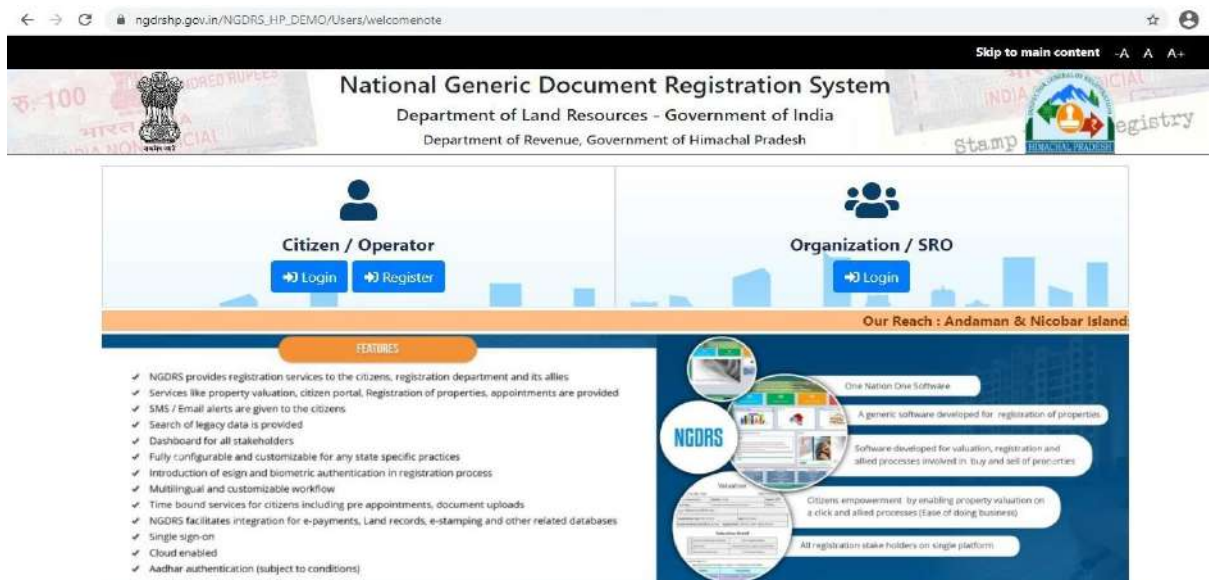 ngdrshp.gov.in/NGDRS_HP_DEMO/Users/welcomenote
Skip to main content -A A A+
National Generic Document Registration System
Department of Land Resources - Government of India
Department of Revenue, Government of Himachal Pradesh
रु. 100
भारत
Stamp
egistry
HIMACHAL PRADESH
Citizen / Operator
Login
Register
Organization / SRO
Login
Our Reach : Andaman & Nicobar Island
FEATURES
NGDRS provides registration services to the citizens, registration department and its allies
Services like property valuation, citizen portal, Registration of properties, appointments are provided
SMS / Email alerts are given to the citizens
Search of legacy data is provided
Dashboard for all stakeholders
Fully configurable and customizable for any state specific practices
Introduction of esign and biometric authentication in registration process
Multilingual and customizable workflow
Time bound services for citizens including pre appointments, document uploads
NGDRS facilitates integration for e-payments, Land records, e-stamping and other related databases
Single sign-on
Cloud enabled
Aadhar authentication (subject to conditions)
NGDRS
One Nation One Software
A generic software developed for registration of properties
Software developed for valuation, registration and
allied processes involved in buy and sell of properties
Citizens empowerment by enabling property valuation on
a click and allied processes (Ease of doing business)
All registration stake holders on single platform
Valuation